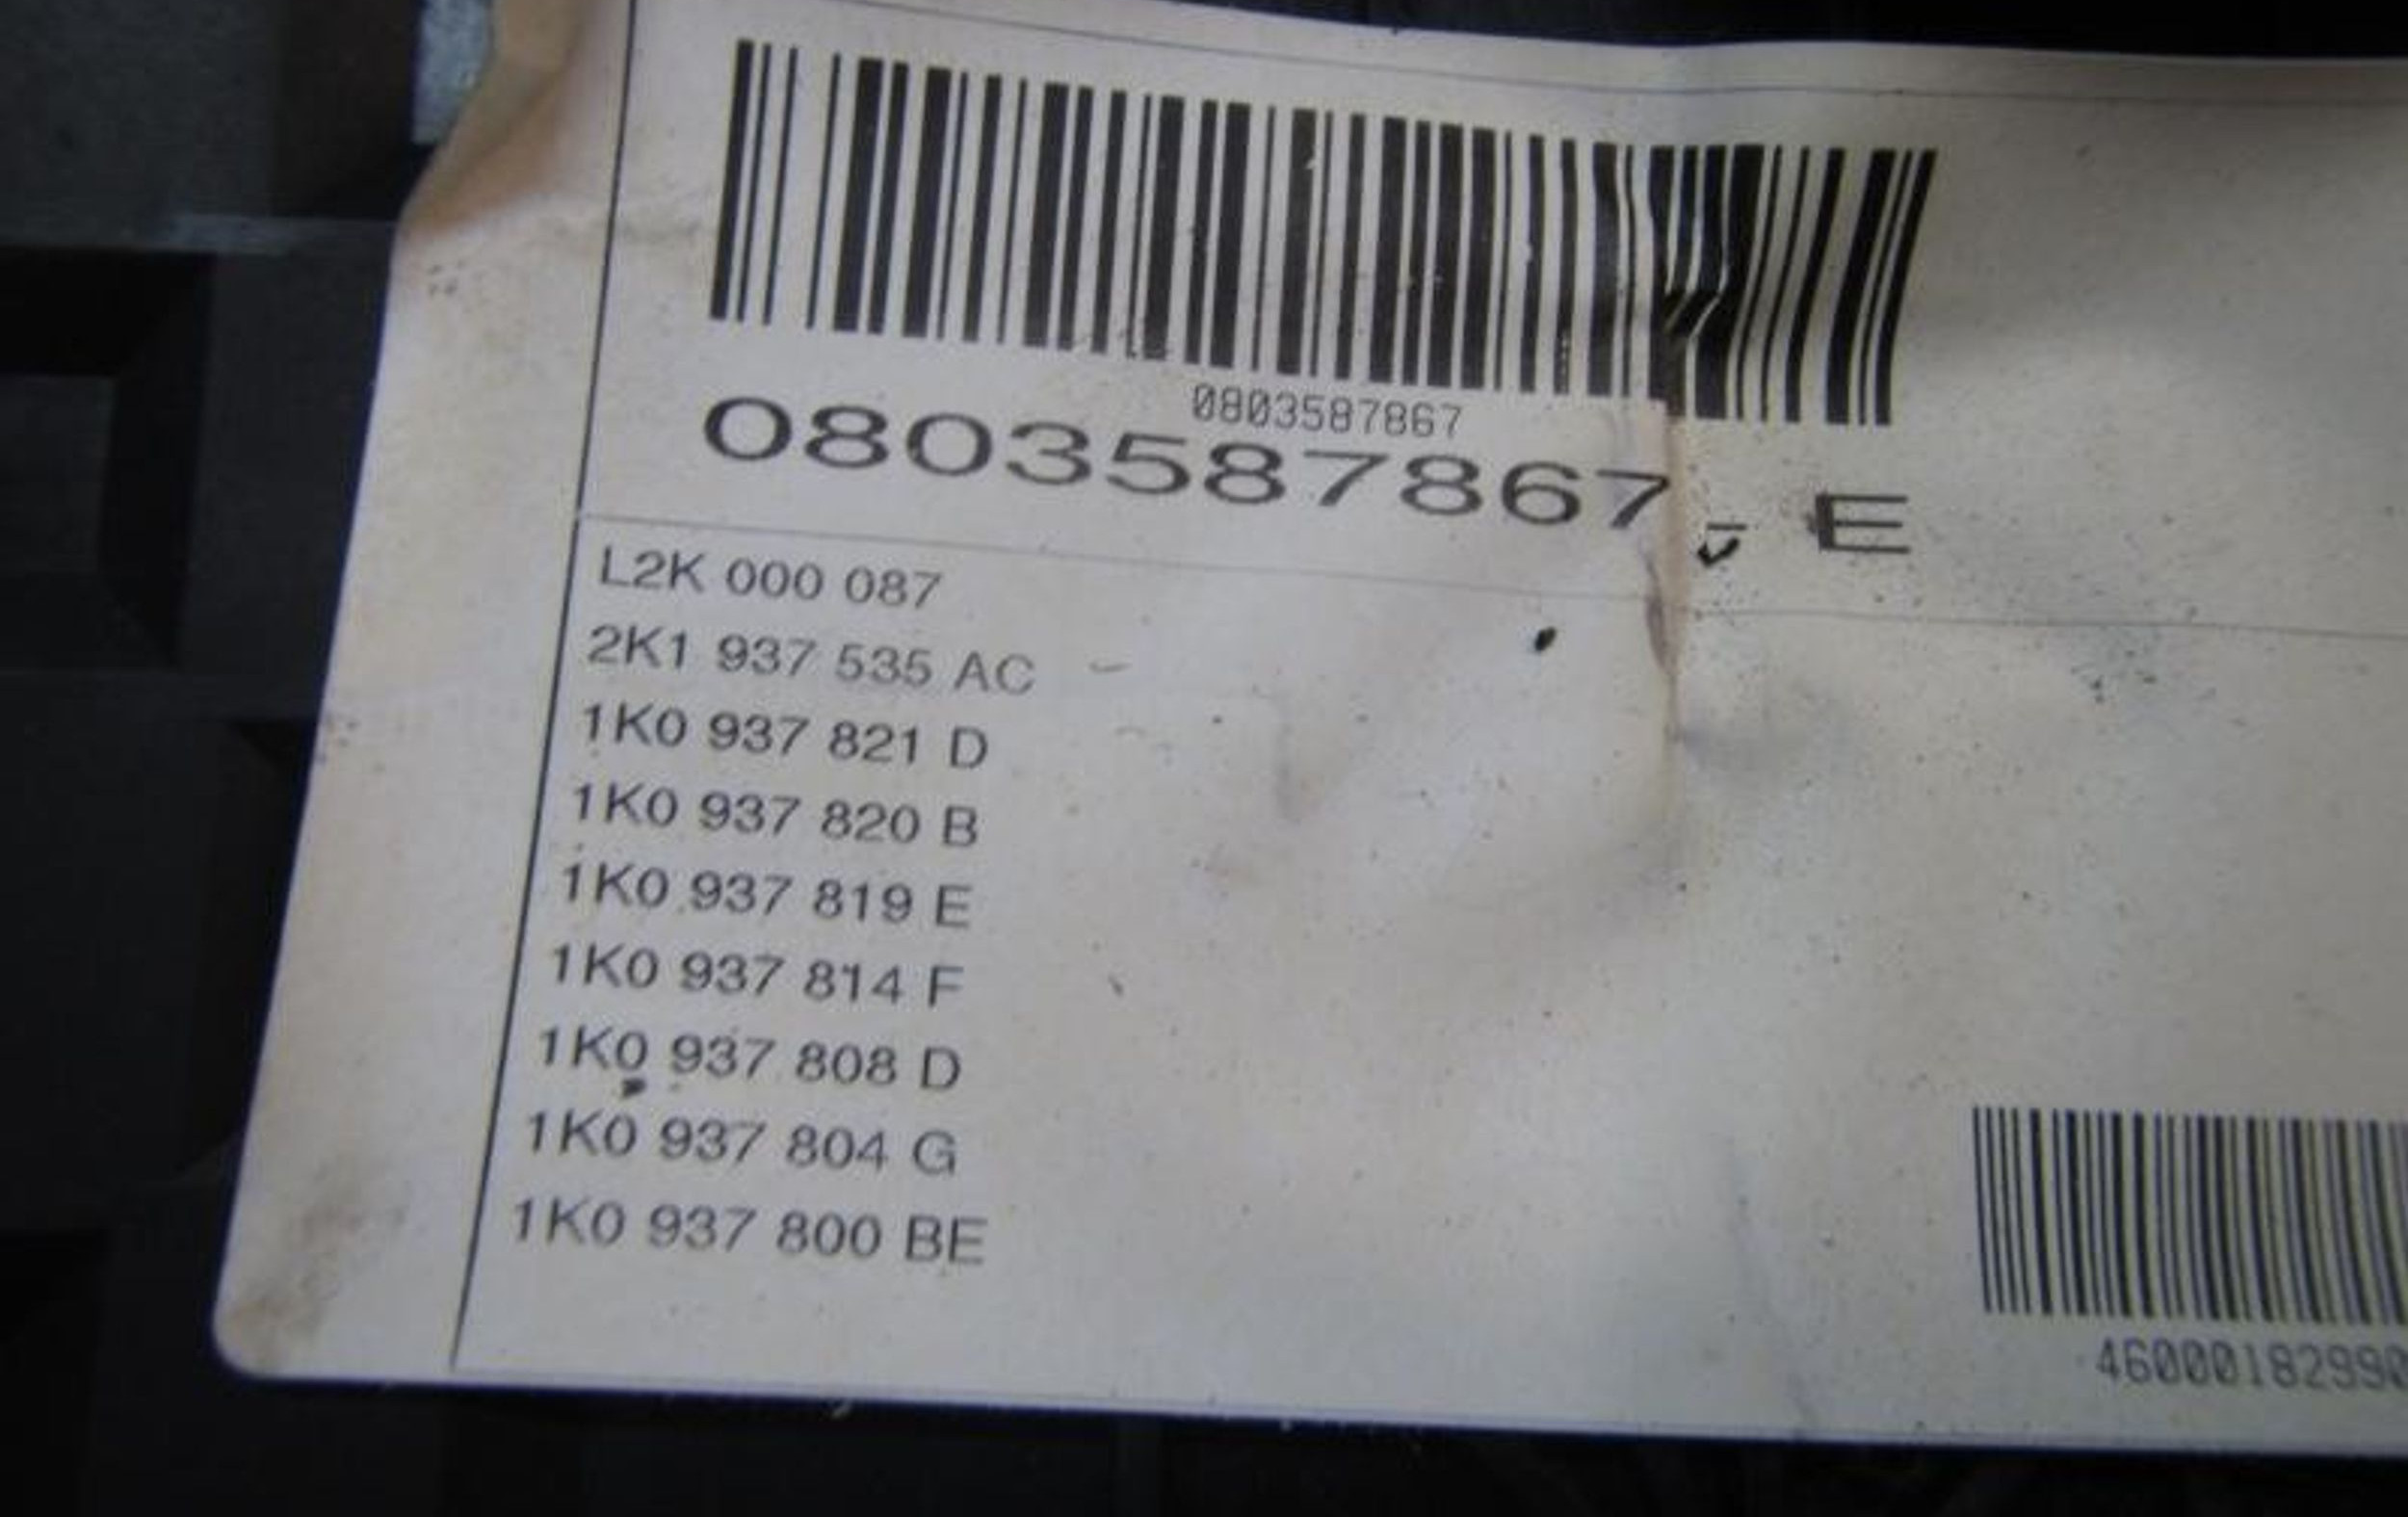 0803587867
0803587867 - E
L2K 000 087
2K1 937 535 AC
1K0 937 821 D
1K0 937 820 B
1K0 937 819 E
1K0 937 814 F
1K0 937 808 D
1K0 937 804 G
1K0 937 800 BE
46000182990